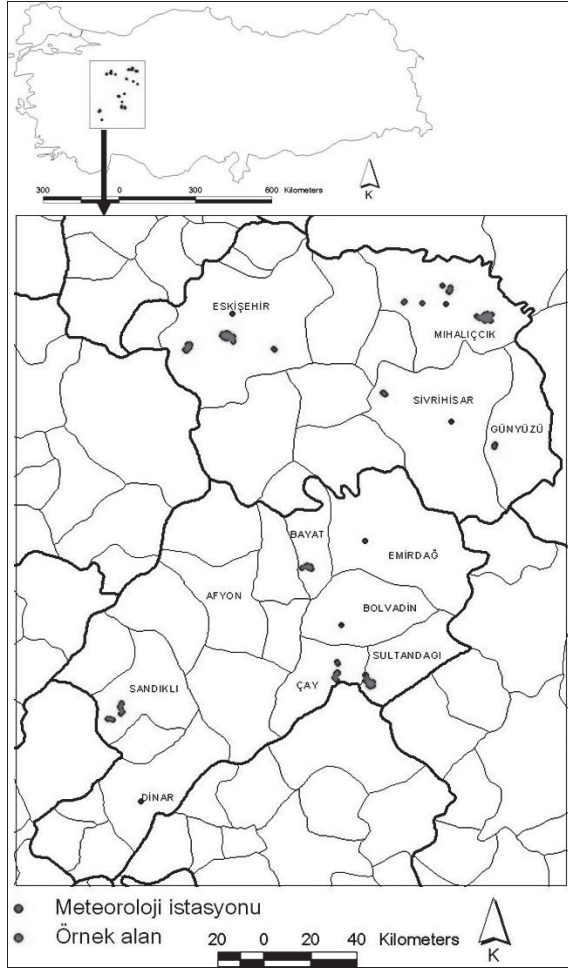 300 0 300 600 Kilometers
K
ESKİŞEHİR
MIHALIÇCIK
SİVRİHİSAR
GÜNYÜZÜ
BAYAT
EMİRDAĞ
AFYON
BOLVADİN
SULTANDAGI
ÇAY
SANDIKLI
DİNAR
Meteoroloji istasyonu
Örnek alan
20 0 20 40 Kilometers
K